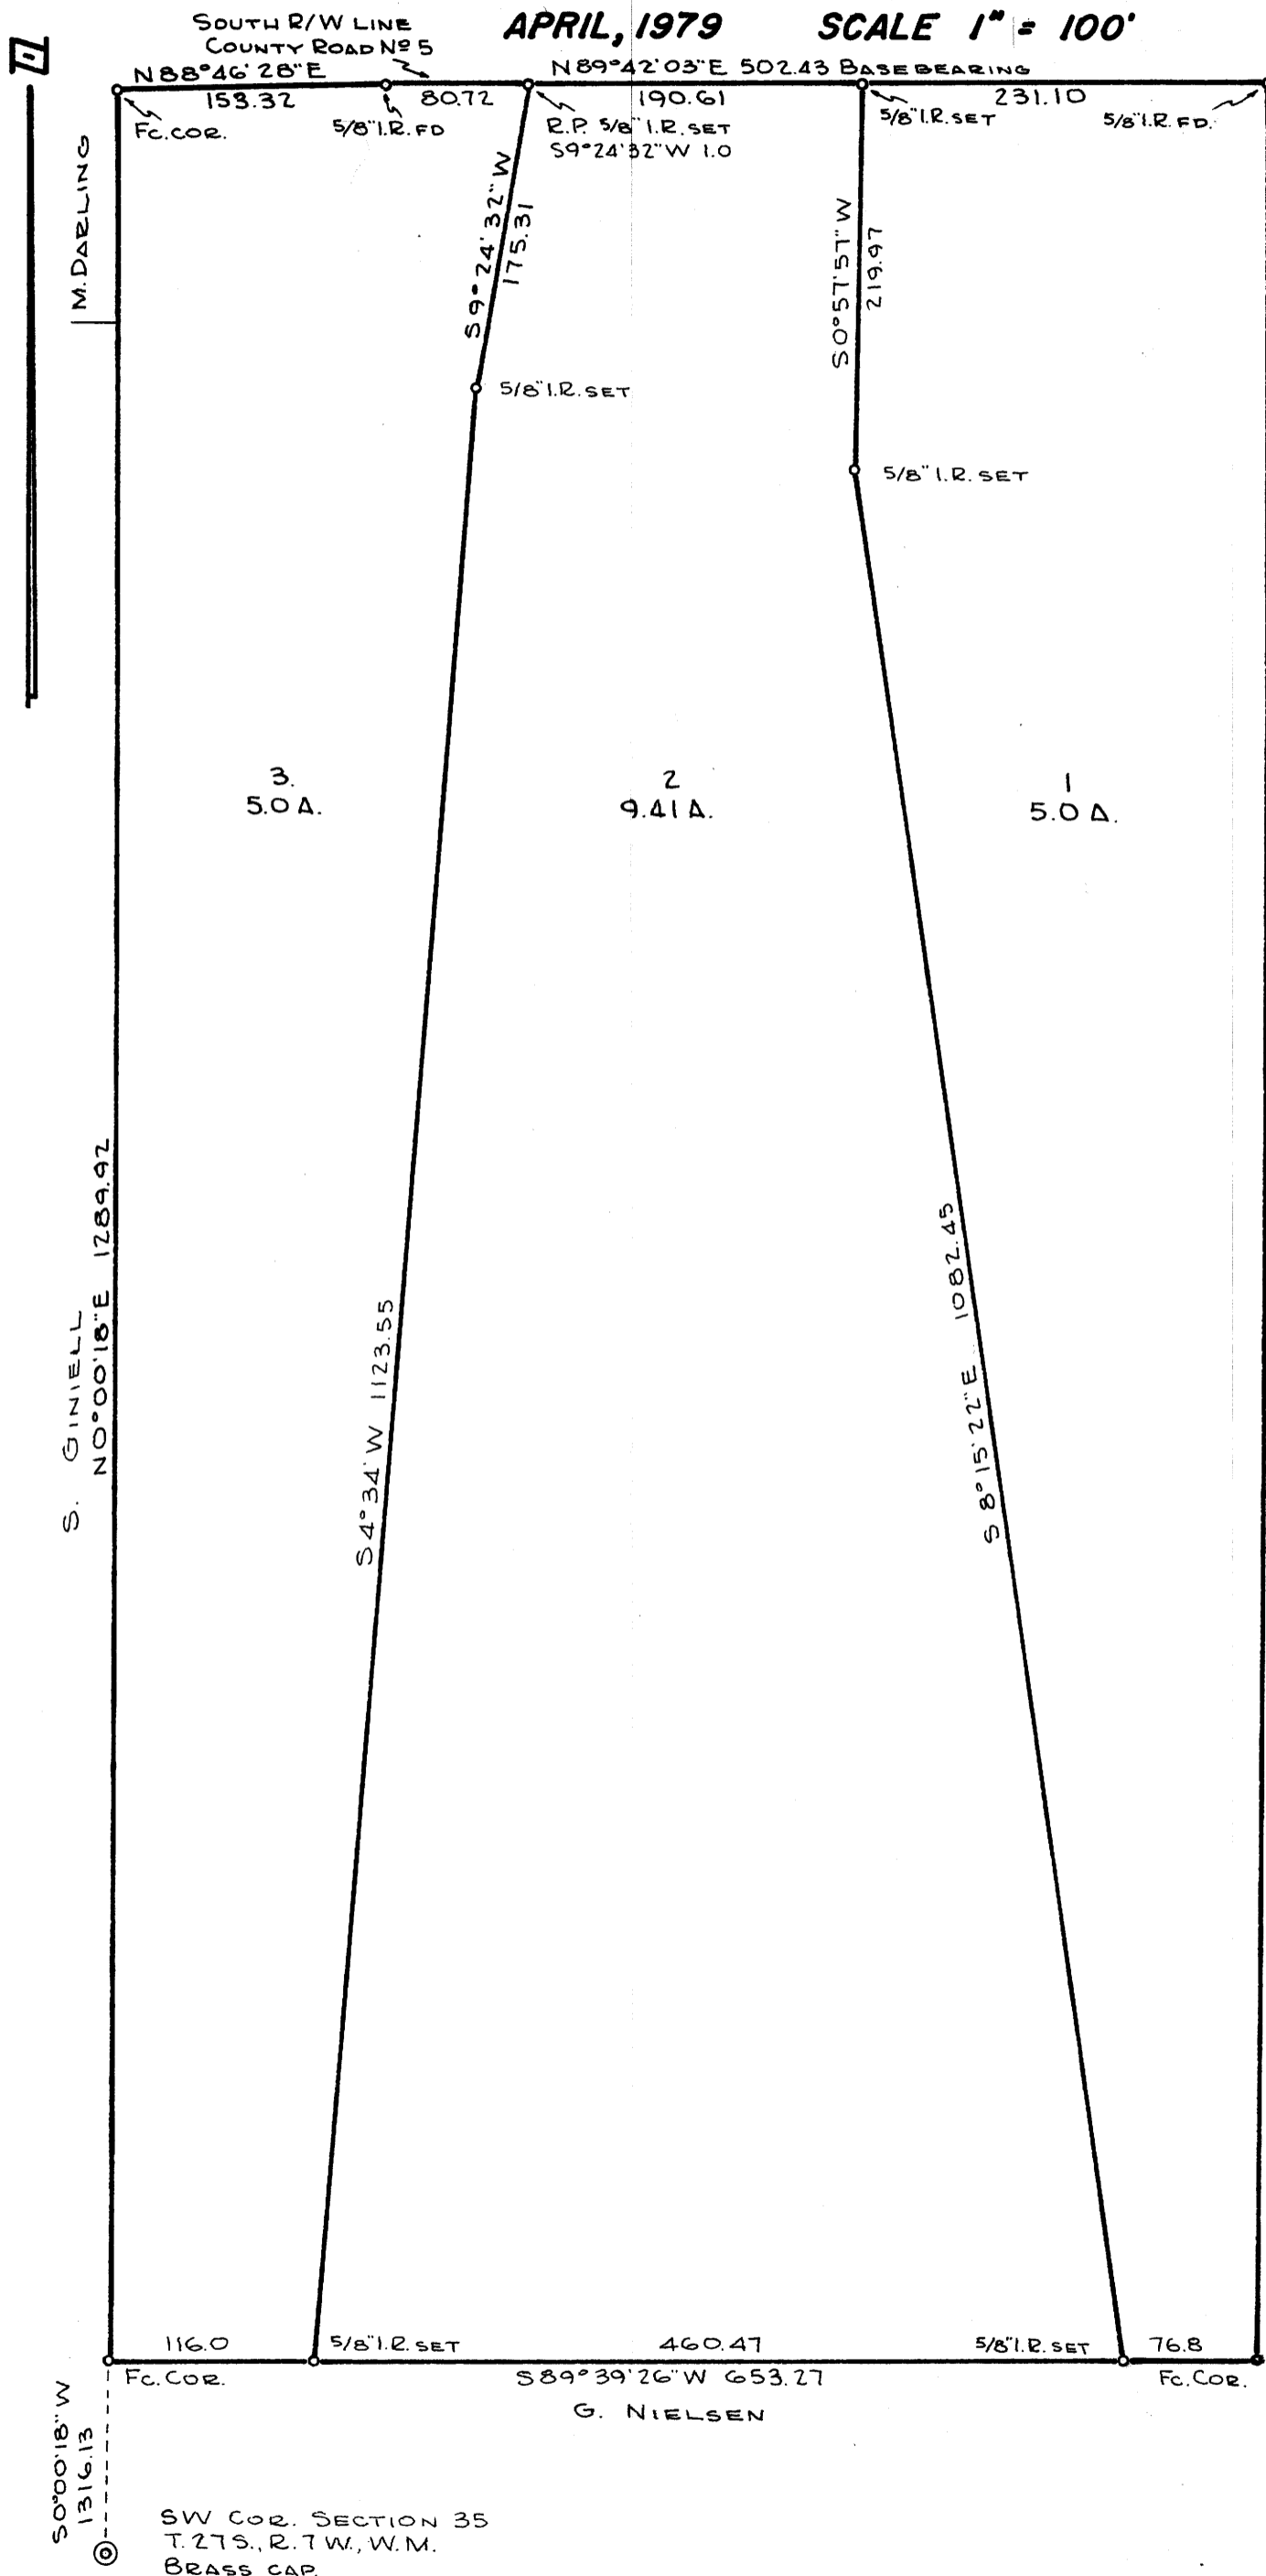 SOUTH R/W LINE
COUNTY ROAD Nº 5
APRIL, 1979
SCALE 1" = 100'
N88°46'28"E
N89°42'03"E 502.43 BASE BEARING
153.32
80.72
190.61
231.10
FC.COR.
5/8" I.R. FD
R.P. 5/8" I.R. SET
S9°24'32"W 1.0
5/8" I.R. SET
5/8" I.R. FD.
M. DARLING
S9°24'32"W
175.31
S0°57'57"W
219.97
5/8" I.R. SET
5/8" I.R. SET
3.
5.0 A.
2
9.41 A.
1
5.0 A.
S. GINIELL
N0°00'18"E 1289.92
S4°34'W 1123.55
S8°15'22"E 1082.45
116.0
5/8" I.R. SET
460.47
5/8" I.R. SET
76.8
FC.COR.
S89°39'26"W 653.27
FC.COR.
G. NIELSEN
S0°00'18"W
1316.13
SW COR. SECTION 35
T.27S., R.7W., W.M.
BRASS CAP.